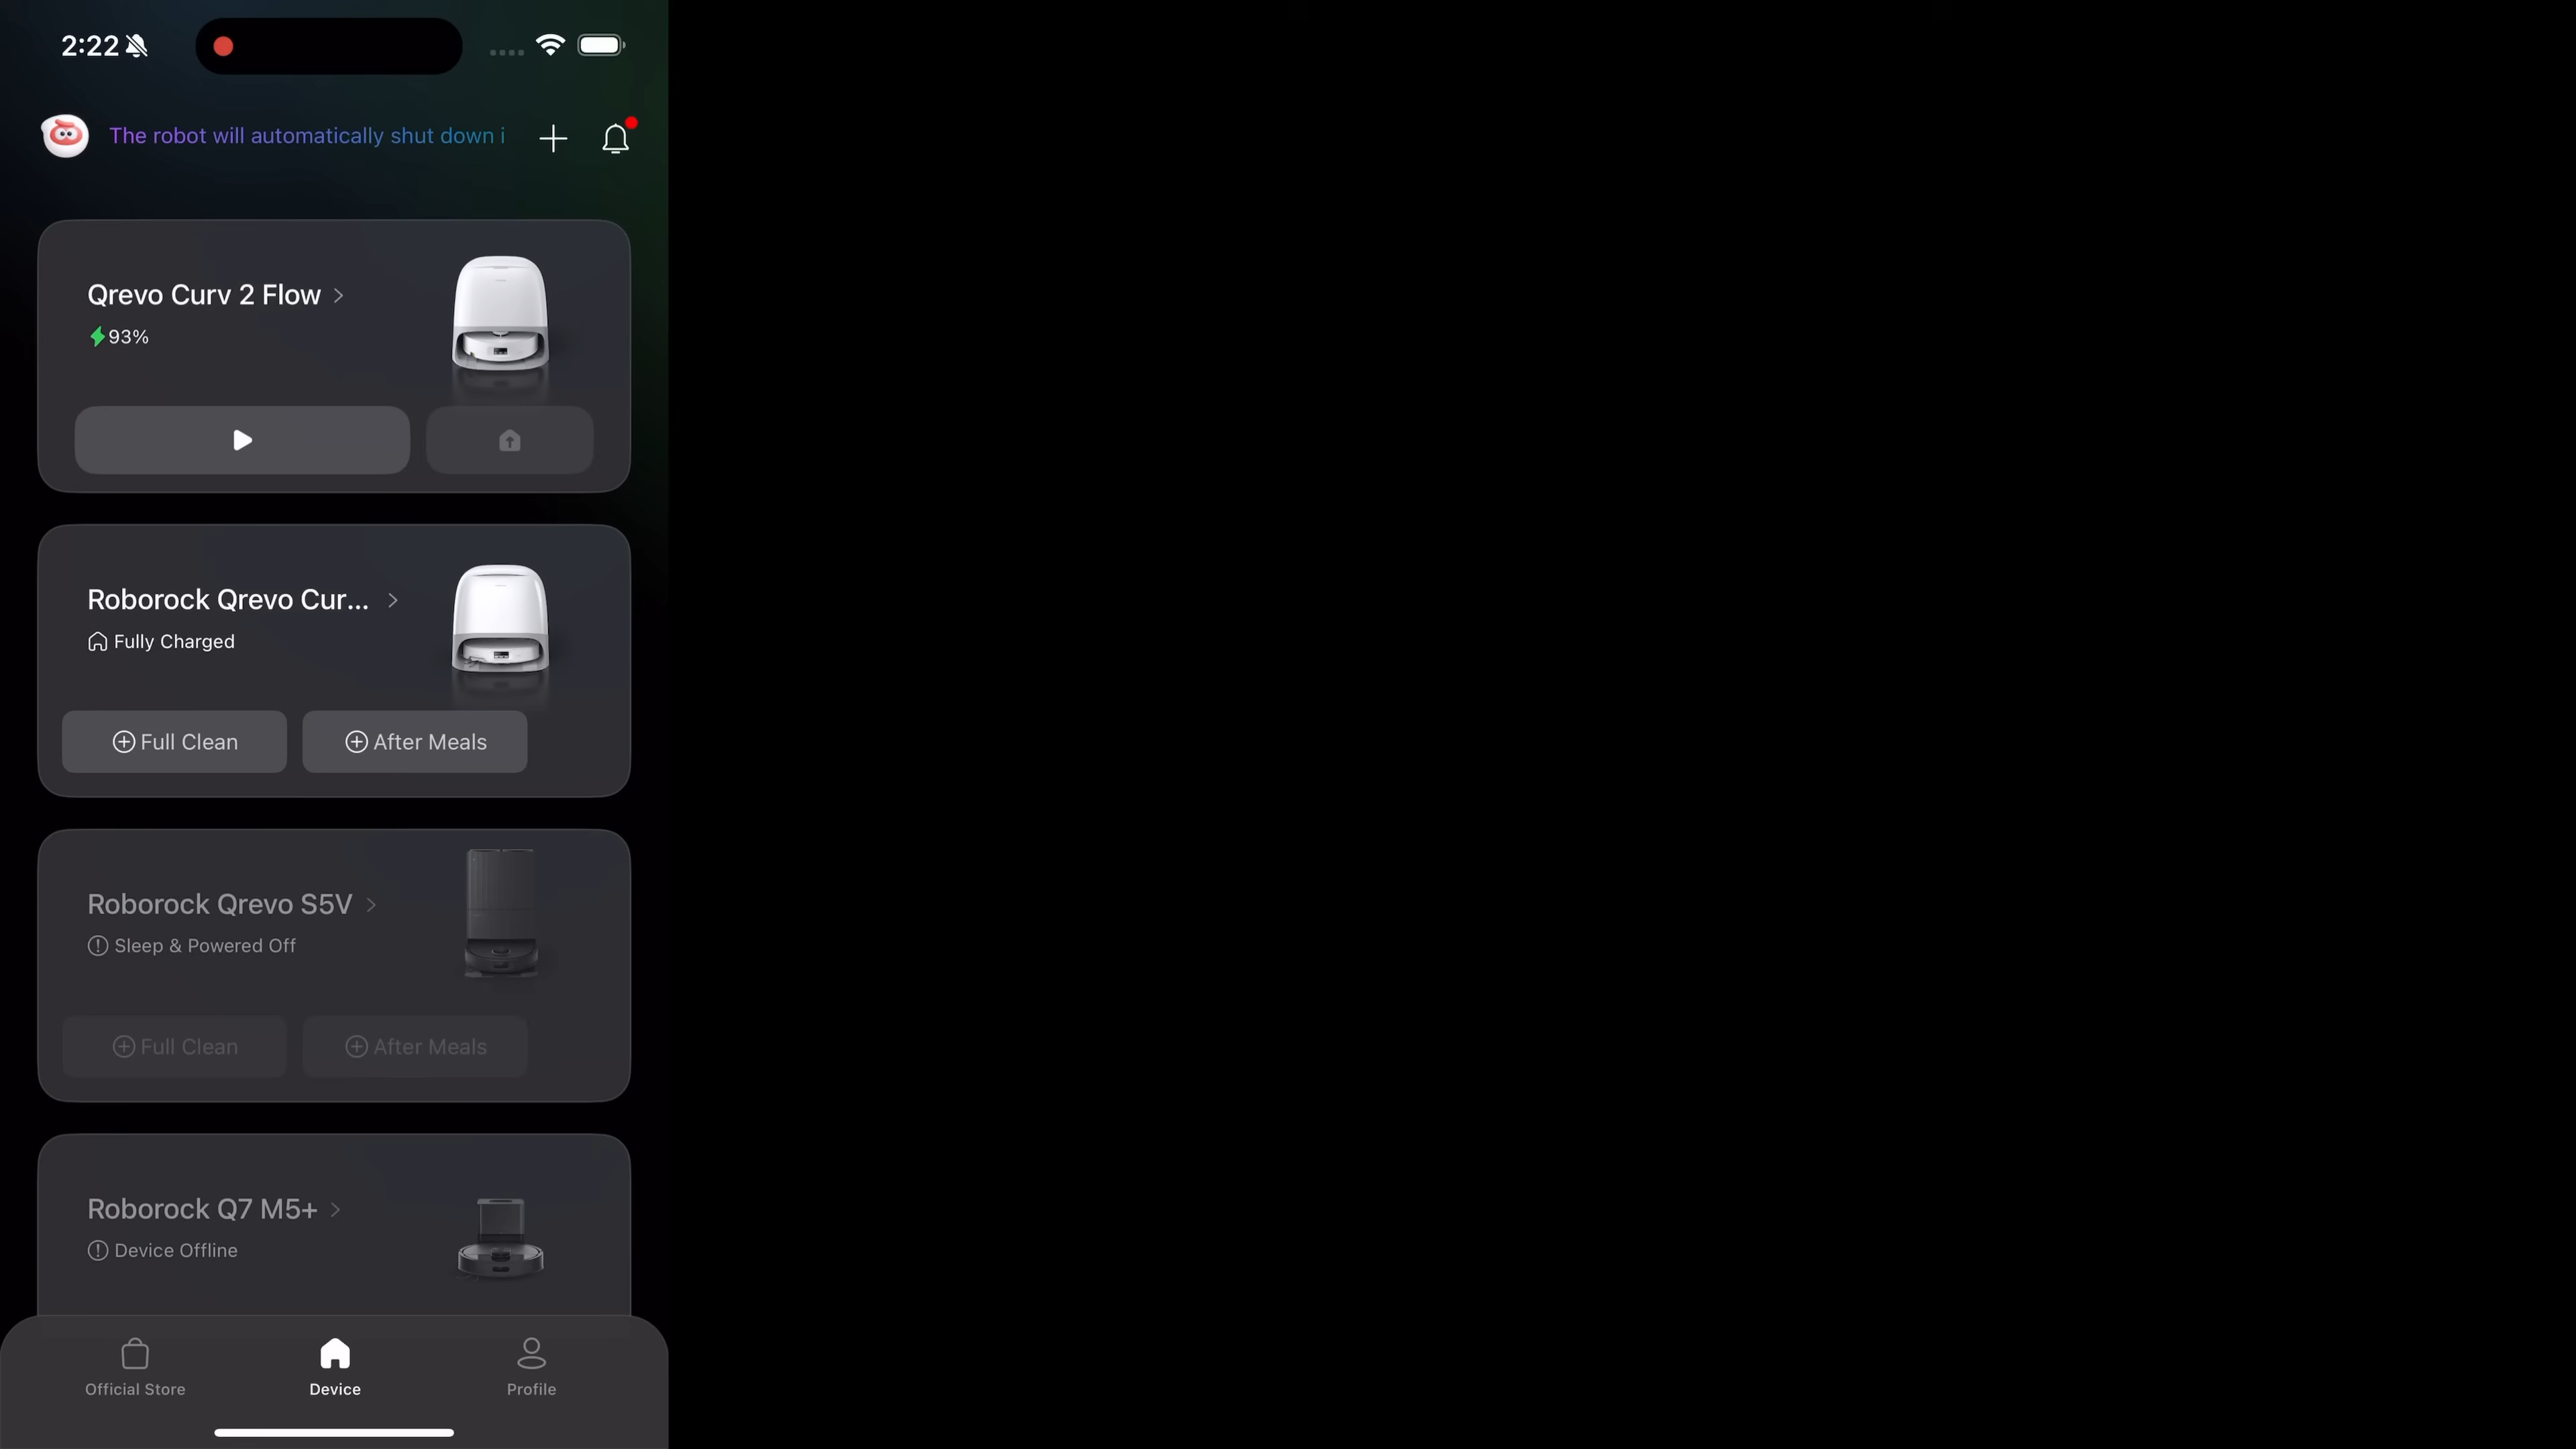 2:22
The robot will automatically shut down i
Qrevo Curv 2 Flow
93%
Roborock Qrevo Cur...
Fully Charged
Full Clean
After Meals
Roborock Qrevo S5V
Sleep & Powered Off
Full Clean
After Meals
Roborock Q7 M5+
Device Offline
Official Store
Device
Profile